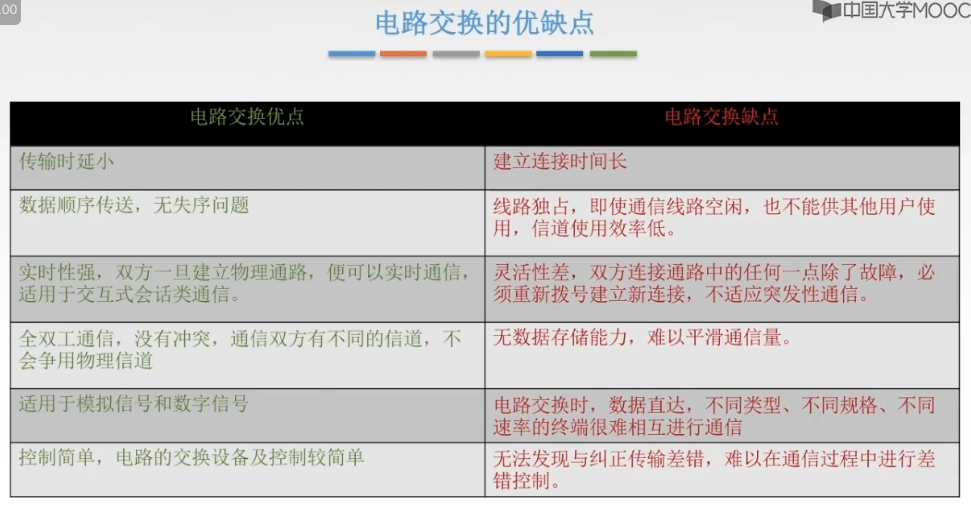 .00
中国大学MOOC
电路交换的优缺点
电路交换优点
电路交换缺点
传输时延小
建立连接时间长
数据顺序传送，无失序问题
线路独占，即使通信线路空闲，也不能供其他用户使
用，信道使用效率低。
实时性强，双方一旦建立物理通路，便可以实时通信，
适用于交互式会话类通信。
灵活性差，双方连接通路中的任何一点除了故障，必
须重新拨号建立新连接，不适应突发性通信。
全双工通信，没有冲突，通信双方有不同的信道，不
会争用物理信道
无数据存储能力，难以平滑通信量。
适用于模拟信号和数字信号
电路交换时，数据直达，不同类型、不同规格、不同
速率的终端很难相互进行通信
控制简单，电路的交换设备及控制较简单
无法发现与纠正传输差错，难以在通信过程中进行差
错控制。